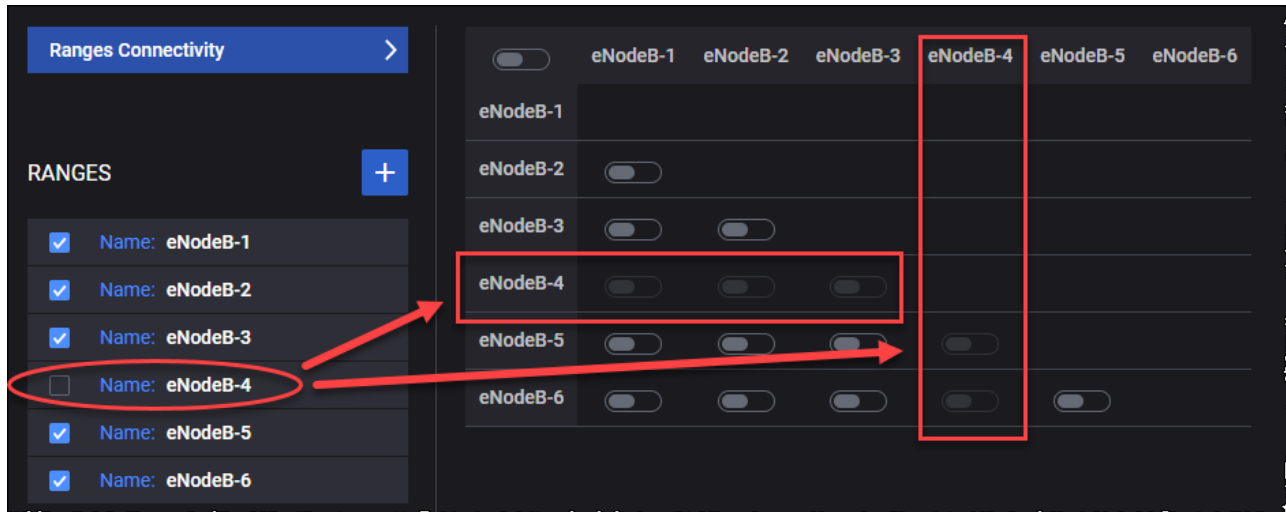 Ranges Connectivity
RANGES
Name: eNodeB-1
Name: eNodeB-2
Name: eNodeB-3
Name: eNodeB-4
Name: eNodeB-5
Name: eNodeB-6
eNodeB-1 eNodeB-2 eNodeB-3 eNodeB-4 eNodeB-5 eNodeB-6
eNodeB-1
eNodeB-2
eNodeB-3
eNodeB-4
eNodeB-5
eNodeB-6